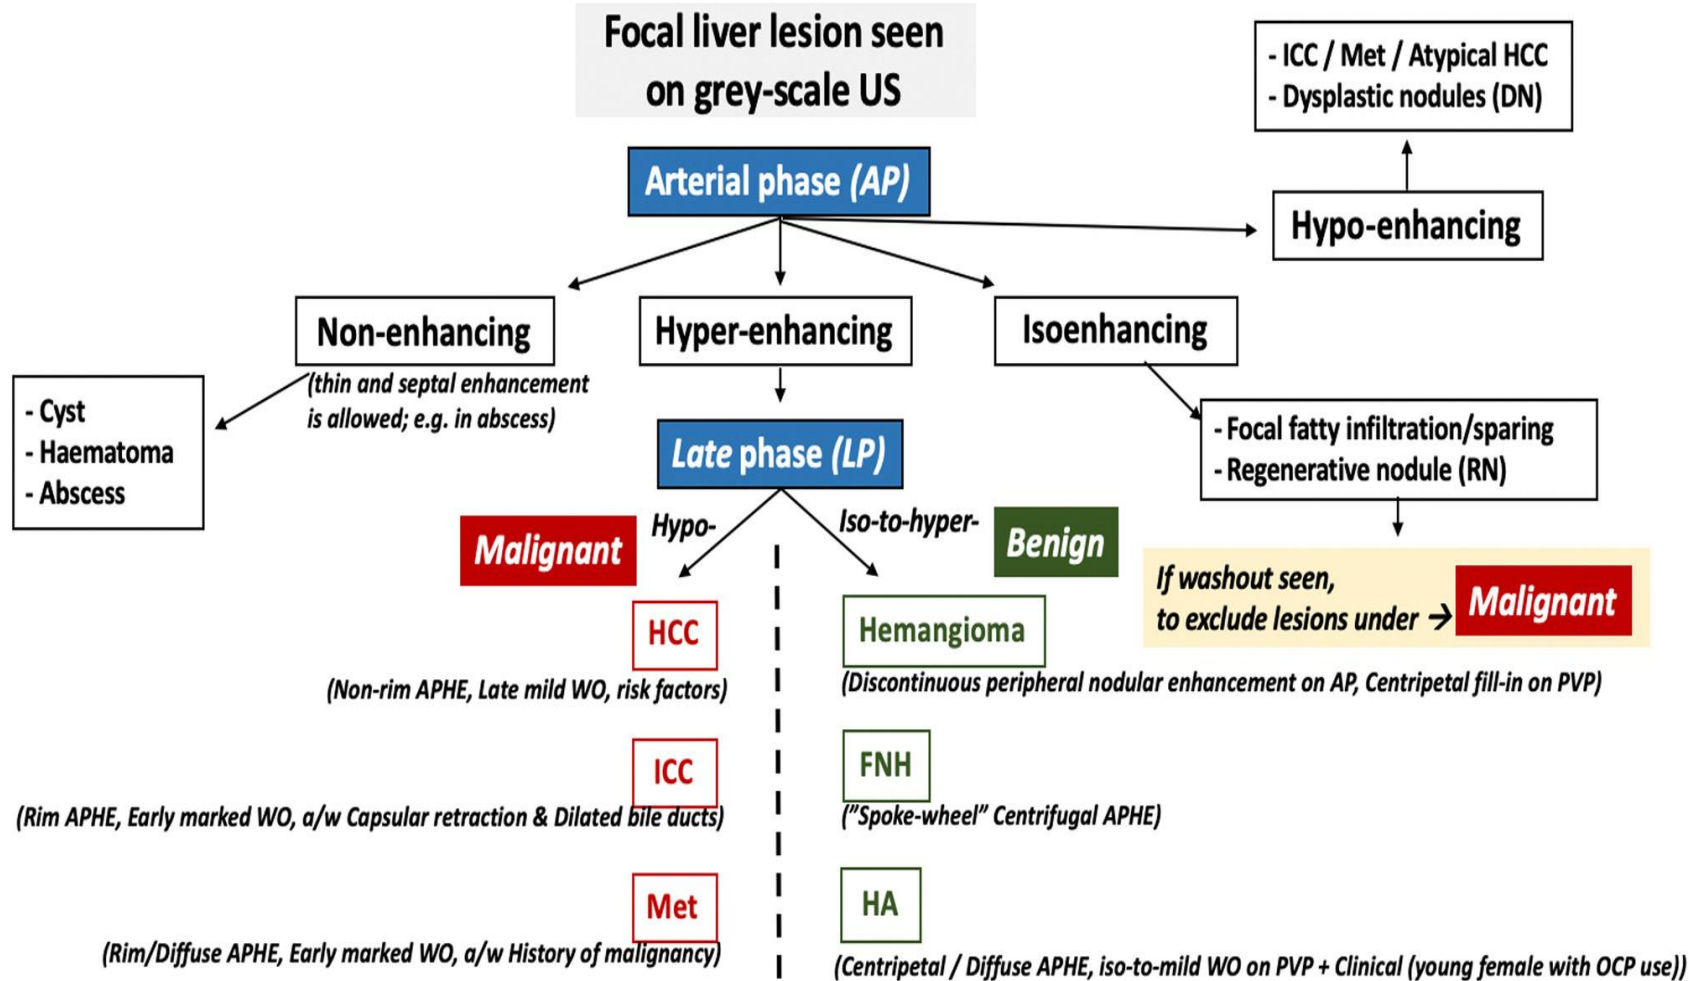 Focal liver lesion seen
on grey-scale US
- ICC / Met / Atypical HCC
- Dysplastic nodules (DN)
Arterial phase (AP)
Hypo-enhancing
Non-enhancing
Hyper-enhancing
Isoenhancing
(thin and septal enhancement
is allowed; e.g. in abscess)
- Cyst
- Haematoma
- Abscess
Late phase (LP)
- Focal fatty infiltration/sparing
- Regenerative nodule (RN)
Malignant
Hypo-
Iso-to-hyper-
Benign
If washout seen,
to exclude lesions under →
Malignant
HCC
(Non-rim APHE, Late mild WO, risk factors)
Hemangioma
(Discontinuous peripheral nodular enhancement on AP, Centripetal fill-in on PVP)
ICC
(Rim APHE, Early marked WO, a/w Capsular retraction & Dilated bile ducts)
FNH
(”Spoke-wheel” Centrifugal APHE)
Met
(Rim/Diffuse APHE, Early marked WO, a/w History of malignancy)
HA
(Centripetal / Diffuse APHE, iso-to-mild WO on PVP + Clinical (young female with OCP use))